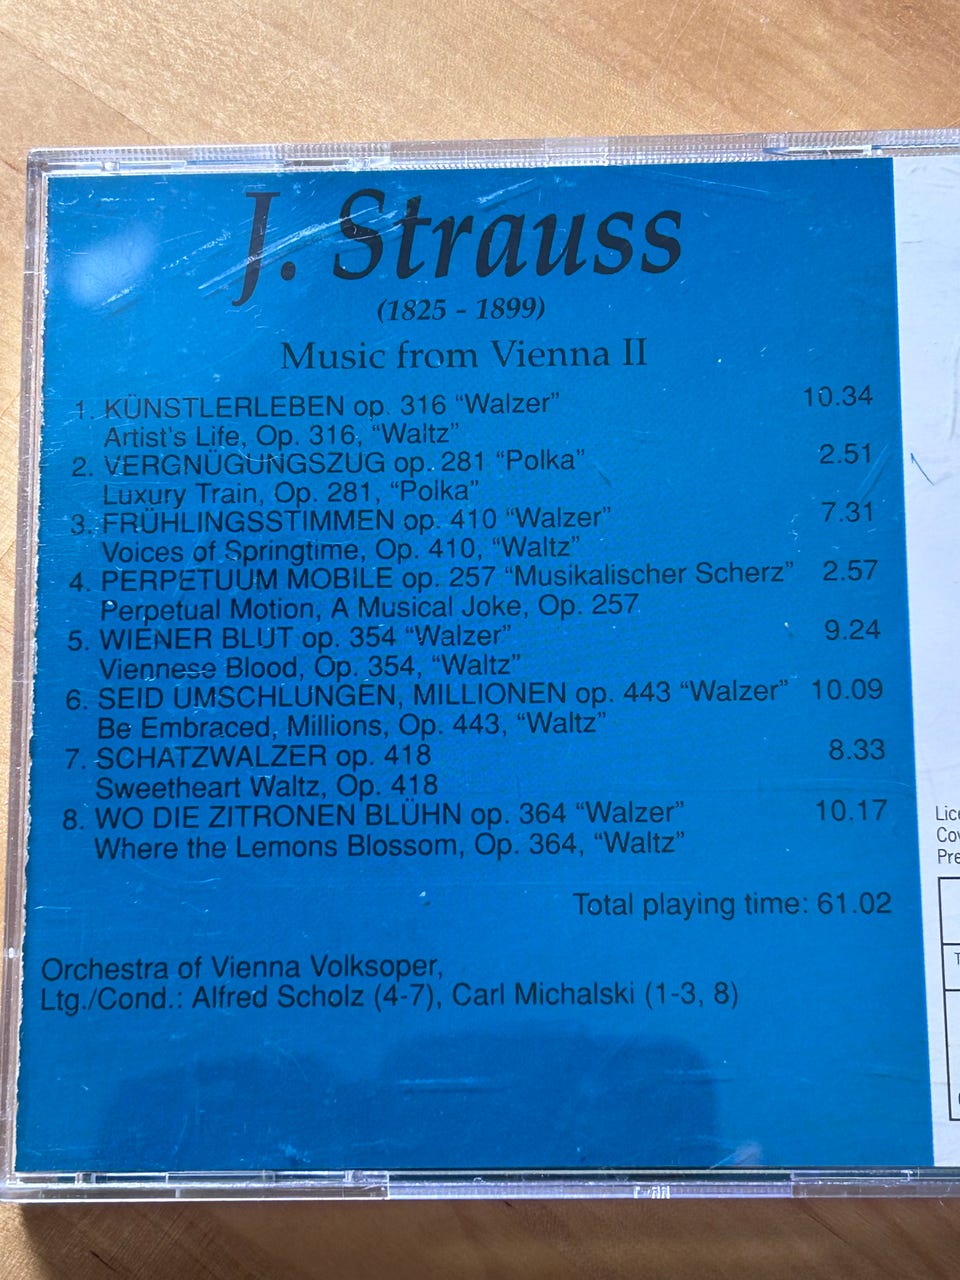 J. Strauss
(1825 - 1899)
Music from Vienna II
1. KÜNSTLERLEBEN op. 316 “Walzer” 10.34
Artist's Life, Op. 316, “Waltz”
2. VERGNÜGUNGSZUG op. 281 “Polka” 2.51
Luxury Train, Op. 281, “Polka”
3. FRÜHLINGSSTIMMEN op. 410 “Walzer” 7.31
Voices of Springtime, Op. 410, “Waltz”
4. PERPETUUM MOBILE op. 257 “Musikalischer Scherz” 2.57
Perpetual Motion, A Musical Joke, Op. 257
5. WIENER BLUT op. 354 “Walzer” 9.24
Viennese Blood, Op. 354, “Waltz”
6. SEID UMSCHLUNGEN, MILLIONEN op. 443 “Walzer” 10.09
Be Embraced, Millions, Op. 443, “Waltz”
7. SCHATZWALZER op. 418 8.33
Sweetheart Waltz, Op. 418
8. WO DIE ZITRONEN BLÜHN op. 364 “Walzer” 10.17
Where the Lemons Blossom, Op. 364, “Waltz”
Total playing time: 61.02
Orchestra of Vienna Volksoper,
Ltg./Cond.: Alfred Scholz (4-7), Carl Michalski (1-3, 8)